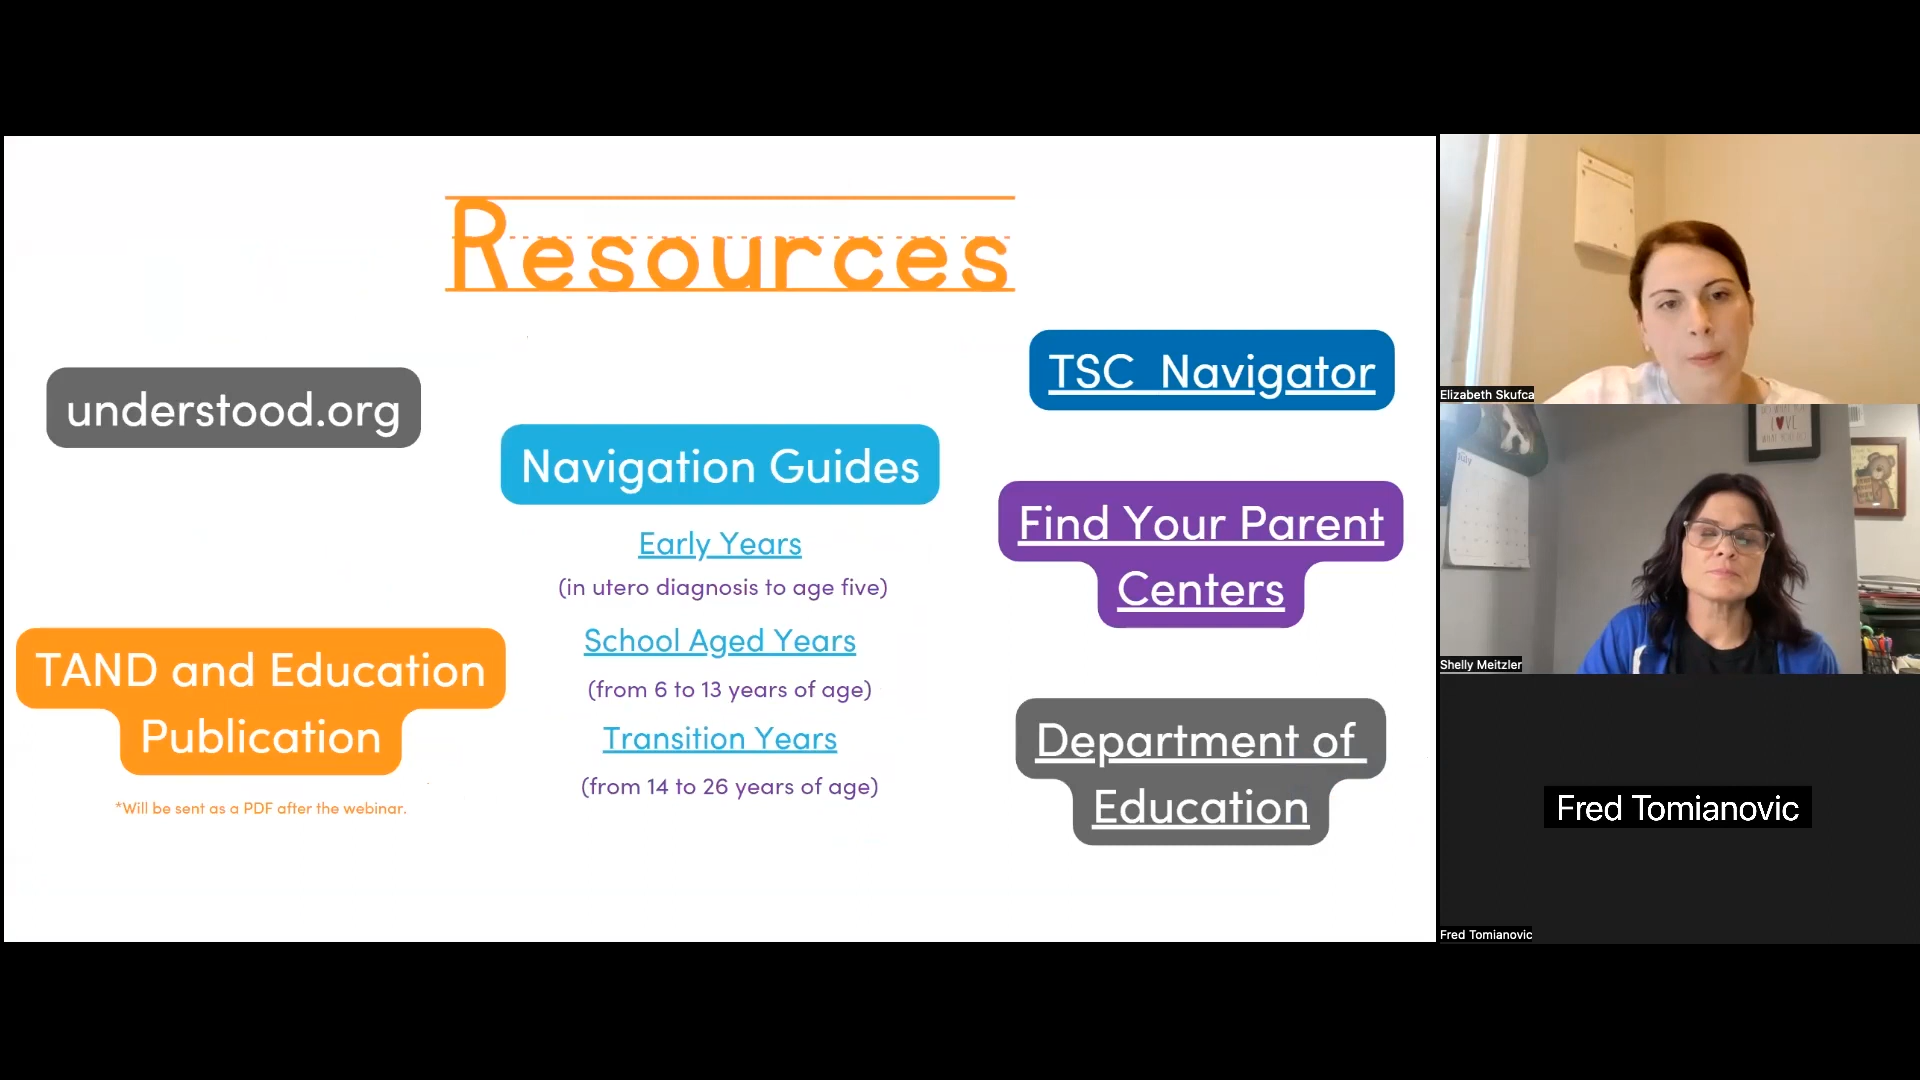 Resources
understood.org
TAND and Education
Publication
*Will be sent as a PDF after the webinar.
Navigation Guides
Early Years
(in utero diagnosis to age five)
School Aged Years
(from 6 to 13 years of age)
Transition Years
(from 14 to 26 years of age)
TSC Navigator
Find Your Parent
Centers
Department of
Education
Elizabeth Skufca
July
LOVE
Shelly Meitzler
Fred Tomianovic
Fred Tomianovic